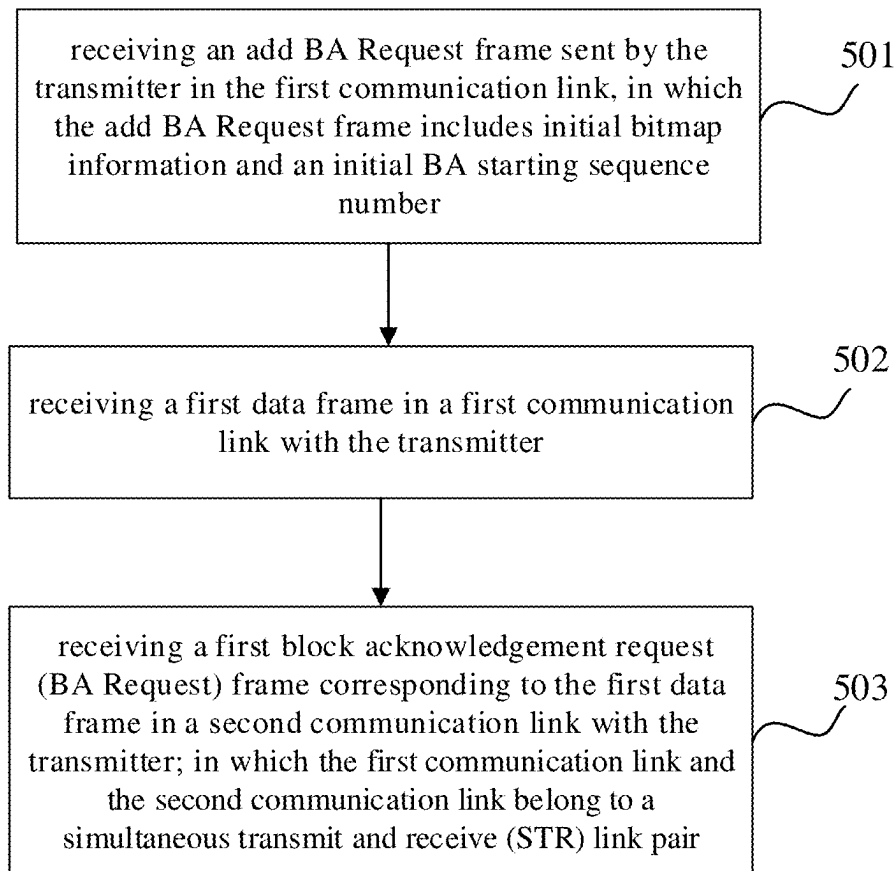 receiving an add BA Request frame sent by the
transmitter in the first communication link, in which
the add BA Request frame includes initial bitmap
information and an initial BA starting sequence
number
501
receiving a first data frame in a first communication
link with the transmitter
502
receiving a first block acknowledgement request
(BA Request) frame corresponding to the first data
frame in a second communication link with the
transmitter; in which the first communication link and
the second communication link belong to a
simultaneous transmit and receive (STR) link pair
503